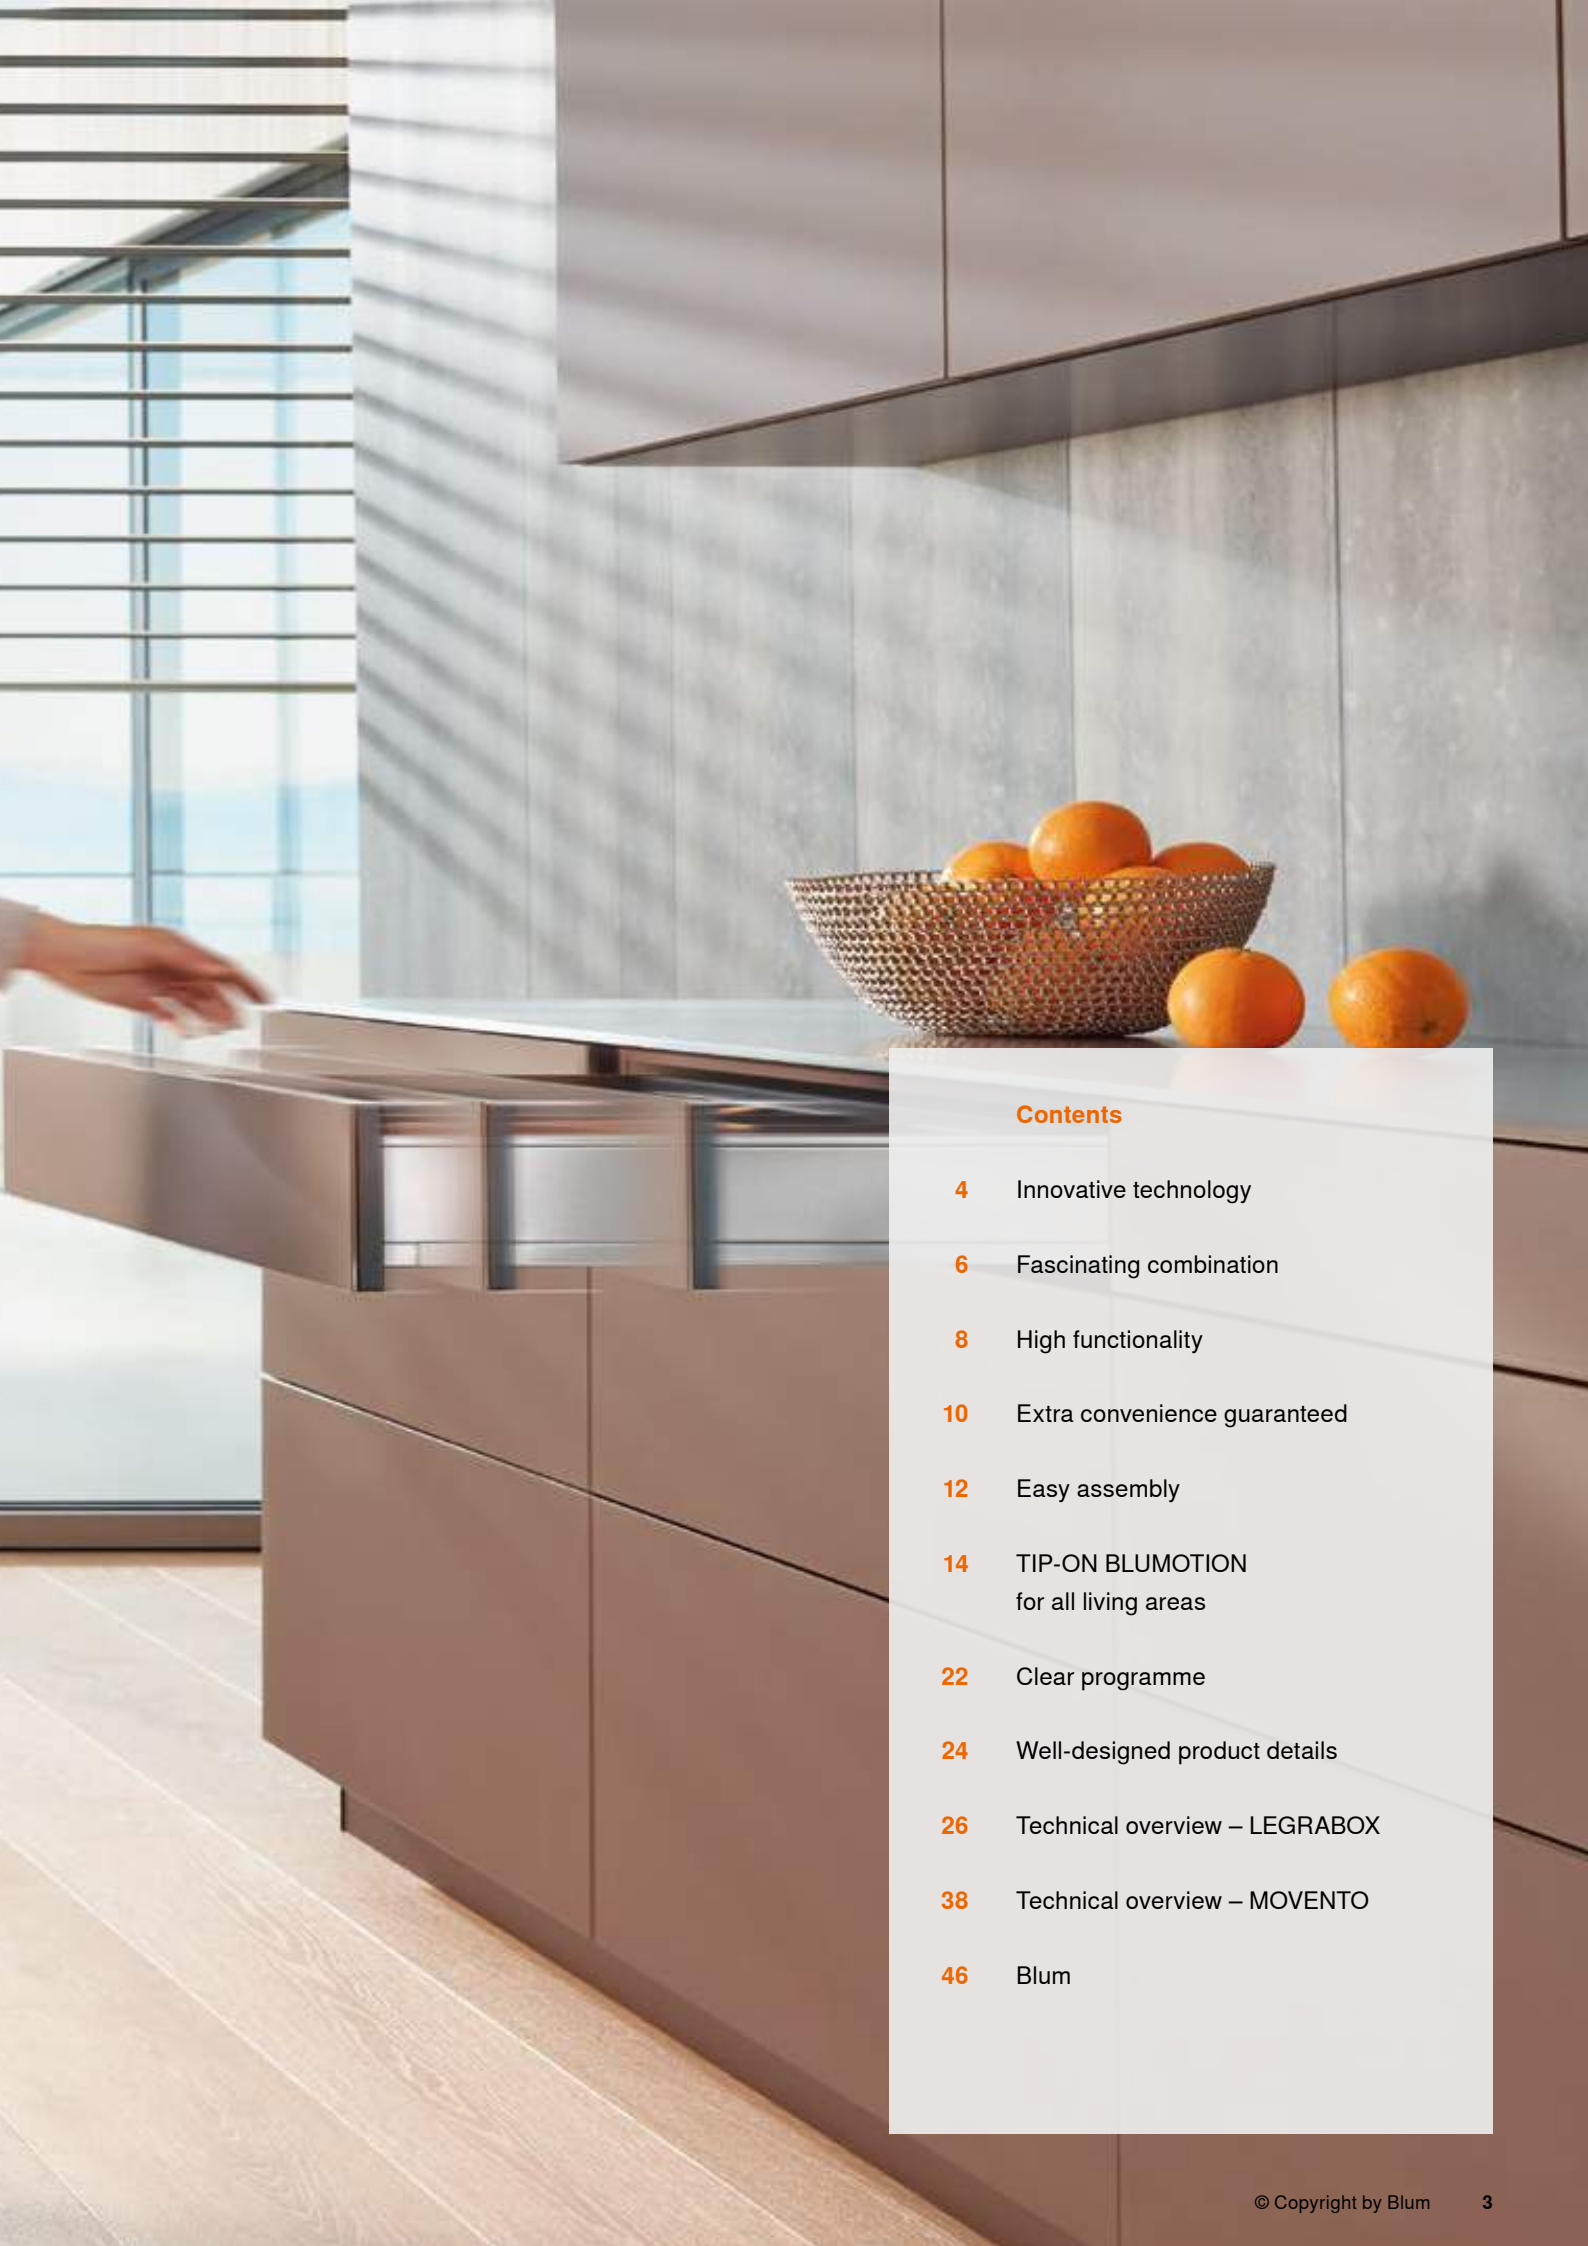 Contents
4 Innovative technology
6 Fascinating combination
8 High functionality
10 Extra convenience guaranteed
12 Easy assembly
14 TIP-ON BLUMOTION
for all living areas
22 Clear programme
24 Well-designed product details
26 Technical overview – LEGRABOX
38 Technical overview – MOVENTO
46 Blum
© Copyright by Blum 3